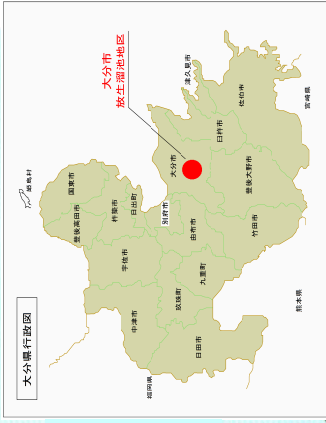 大分県行政図
大分市
放生溜池地区
姫島村
国東市
豊後高田市
杵築市
日出町
宇佐市
中津市
別府市
大分市
由布市
九重町
玖珠町
日田市
竹田市
豊後大野市
臼杵市
津久見市
佐伯市
福岡県
熊本県
宮崎県